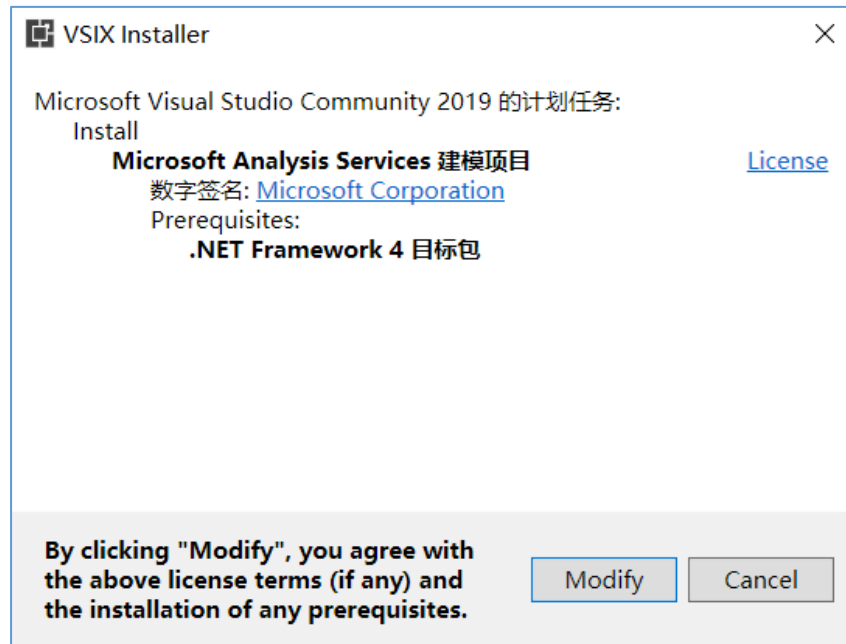 VSIX Installer
Microsoft Visual Studio Community 2019 的计划任务:
Install
Microsoft Analysis Services 建模项目 License
数字签名: Microsoft Corporation
Prerequisites:
.NET Framework 4 目标包
By clicking "Modify", you agree with
the above license terms (if any) and
the installation of any prerequisites.
Modify Cancel